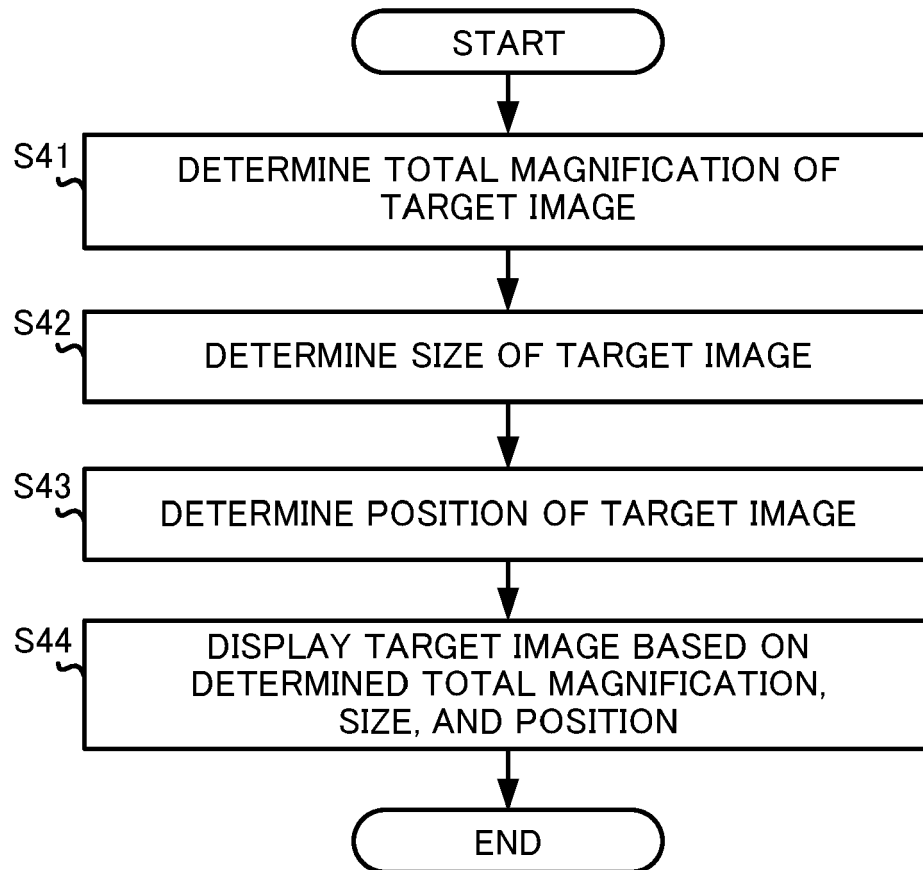 START
S41
DETERMINE TOTAL MAGNIFICATION OF
TARGET IMAGE
S42
DETERMINE SIZE OF TARGET IMAGE
S43
DETERMINE POSITION OF TARGET IMAGE
S44
DISPLAY TARGET IMAGE BASED ON
DETERMINED TOTAL MAGNIFICATION,
SIZE, AND POSITION
END